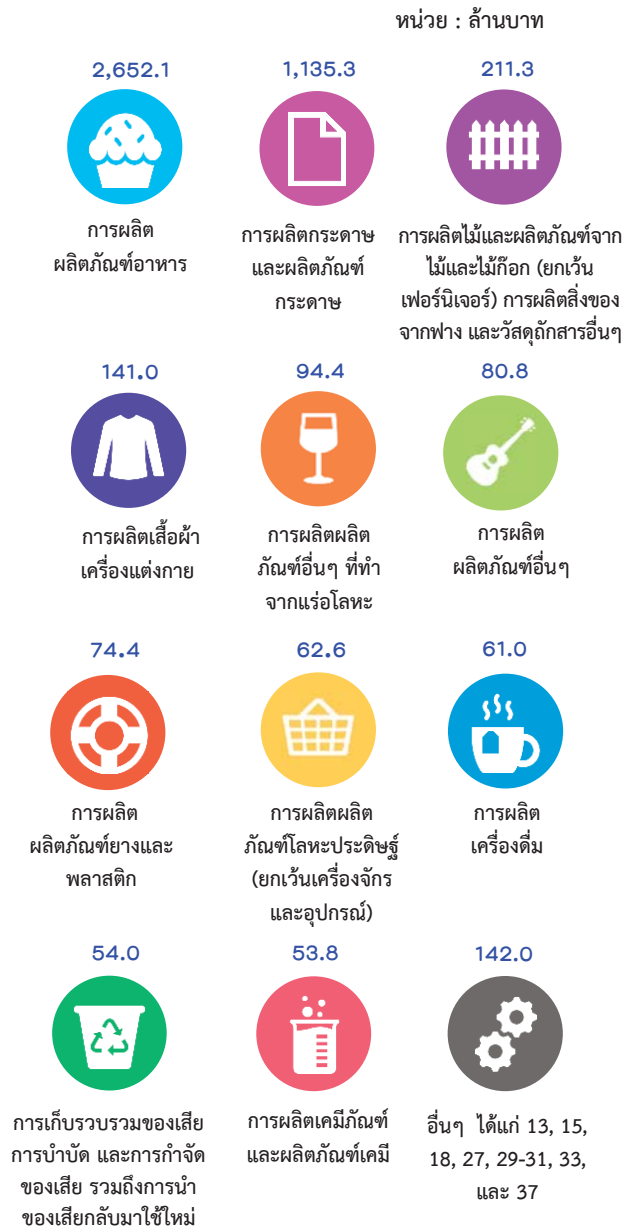 หน่วย : ล้านบาท
2,652.1
การผลิต
ผลิตภัณฑ์อาหาร
1,135.3
การผลิตกระดาษ
และผลิตภัณฑ์
กระดาษ
211.3
การผลิตไม้และผลิตภัณฑ์จาก
ไม้และไม้ก๊อก (ยกเว้น
เฟอร์นิเจอร์) การผลิตสิ่งของ
จากฟาง และวัสดุถักสารอื่นๆ
141.0
การผลิตเสื้อผ้า
เครื่องแต่งกาย
94.4
การผลิตผลิต
ภัณฑ์อื่นๆ ที่ทำ
จากแร่อโลหะ
80.8
การผลิต
ผลิตภัณฑ์อื่นๆ
74.4
การผลิต
ผลิตภัณฑ์ยางและ
พลาสติก
62.6
การผลิตผลิต
ภัณฑ์โลหะประดิษฐ์
(ยกเว้นเครื่องจักร
และอุปกรณ์)
61.0
การผลิต
เครื่องดื่ม
54.0
การเก็บรวบรวมของเสีย
การบำบัด และการกำจัด
ของเสีย รวมถึงการนำ
ของเสียกลับมาใช้ใหม่
53.8
การผลิตเคมีภัณฑ์
และผลิตภัณฑ์เคมี
142.0
อื่นๆ ได้แก่ 13, 15,
18, 27, 29-31, 33,
และ 37